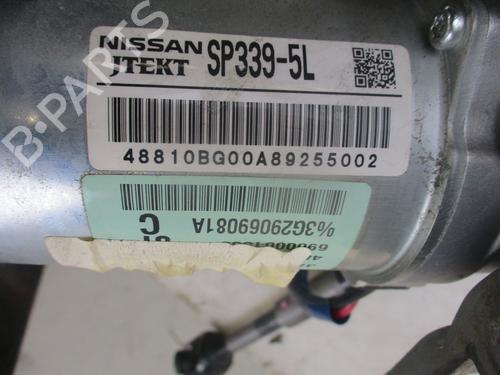 NISSAN
JTEKT SP339-5L
48810BG00A89255002
%3G29069081A
C
B-PARTS